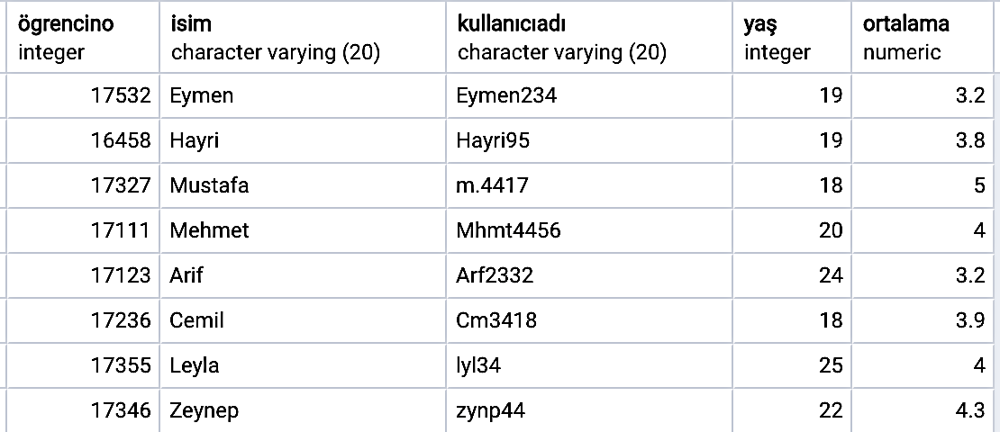 ögrencino isim kullanıcıadı yaş ortalama
integer character varying (20) character varying (20) integer numeric
17532 Eymen Eymen234 19 3.2
16458 Hayri Hayri95 19 3.8
17327 Mustafa m.4417 18 5
17111 Mehmet Mhmt4456 20 4
17123 Arif Arf2332 24 3.2
17236 Cemil Cm3418 18 3.9
17355 Leyla lyl34 25 4
17346 Zeynep zynp44 22 4.3